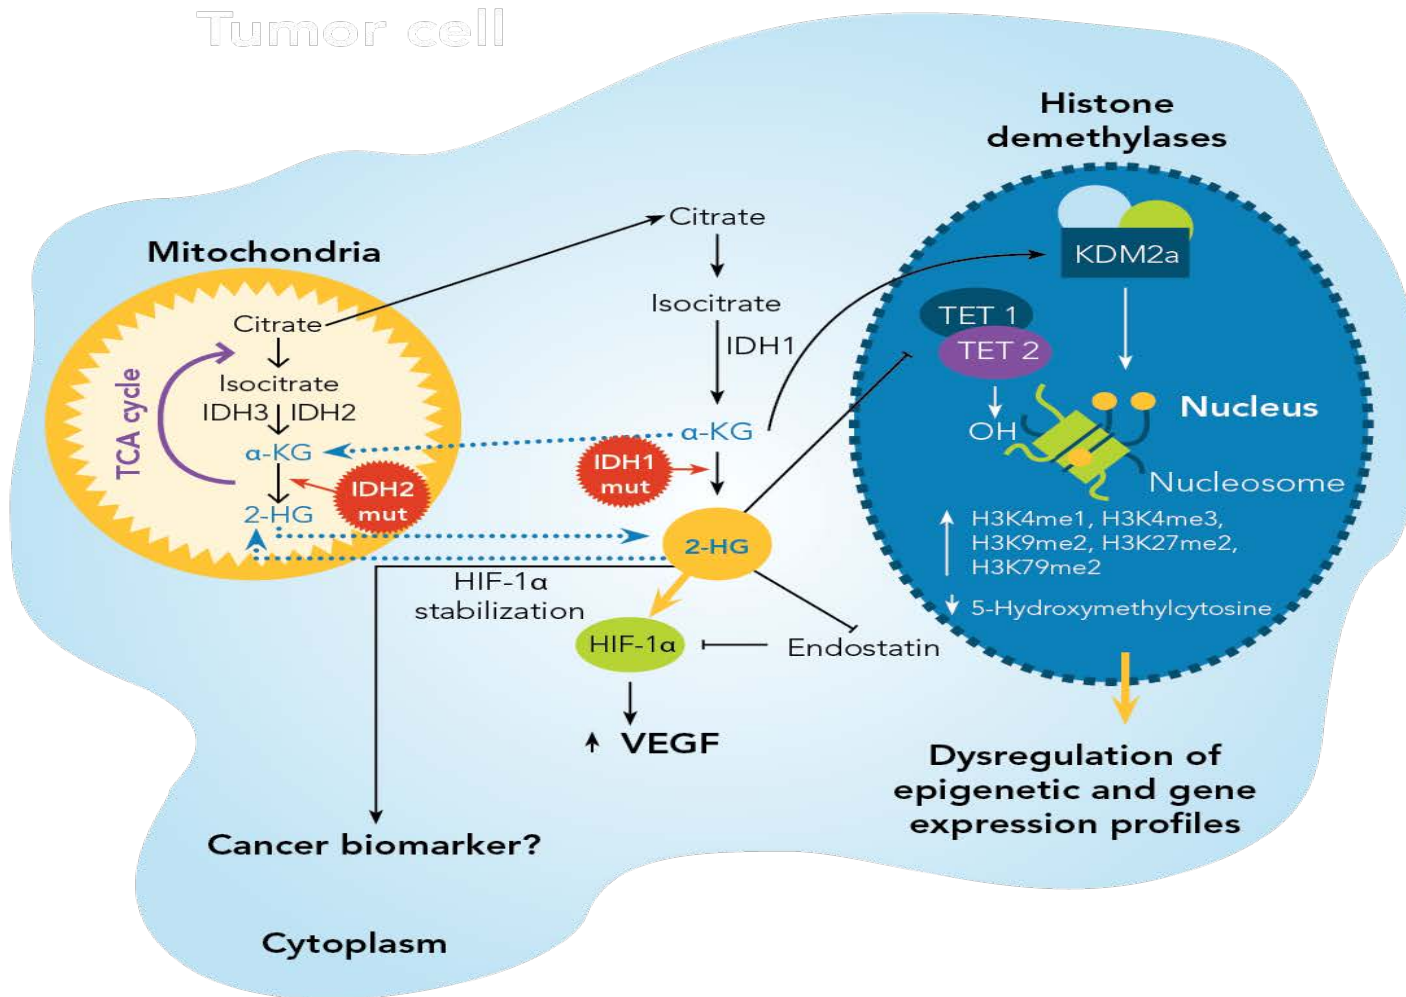 Tumor cell
Histone
demethylases
Mitochondria
Citrate
Isocitrate
IDH3 IDH2
α-KG
2-HG
TCA cycle
IDH2
mut
Citrate
Isocitrate
IDH1
α-KG
IDH1
mut
2-HG
HIF-1α
stabilization
HIF-1α
Endostatin
VEGF
Cancer biomarker?
Cytoplasm
KDM2a
TET 1
TET 2
OH
Nucleus
Nucleosome
H3K4me1, H3K4me3,
H3K9me2, H3K27me2,
H3K79me2
5-Hydroxymethylcytosine
Dysregulation of
epigenetic and gene
expression profiles